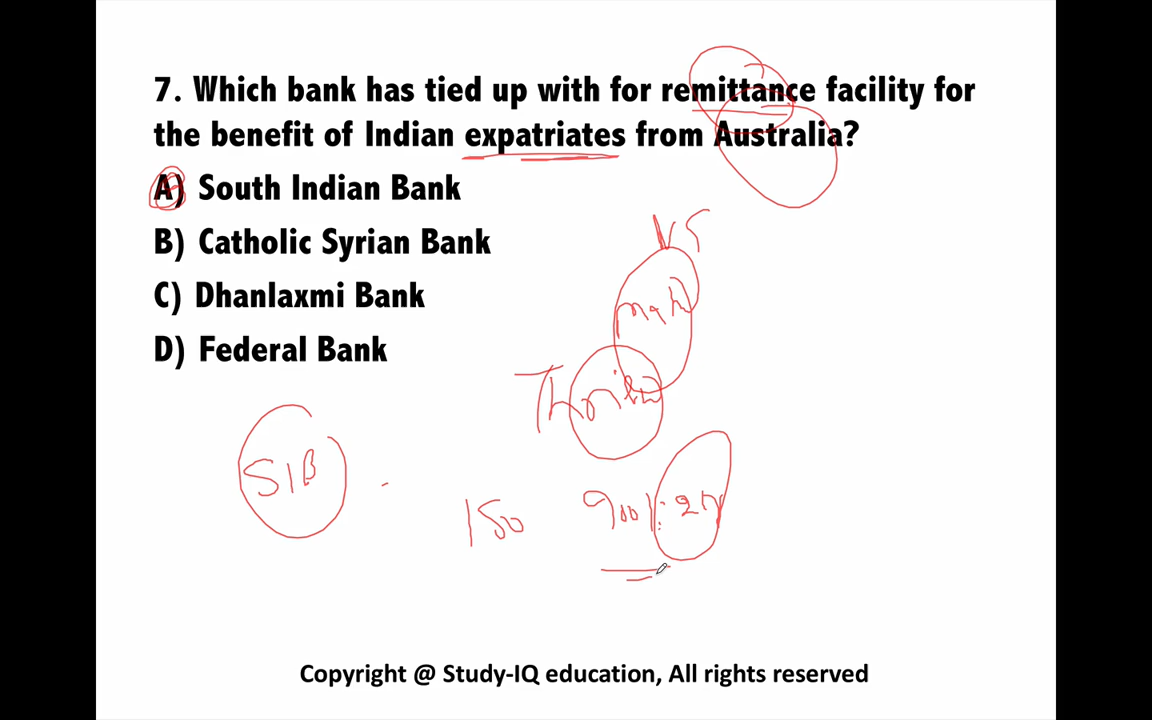 7. Which bank has tied up with for remittance facility for
the benefit of Indian expatriates from Australia?
A) South Indian Bank
B) Catholic Syrian Bank
C) Dhanlaxmi Bank
D) Federal Bank
SIB
150
Copyright @ Study-IQ education, All rights reserved